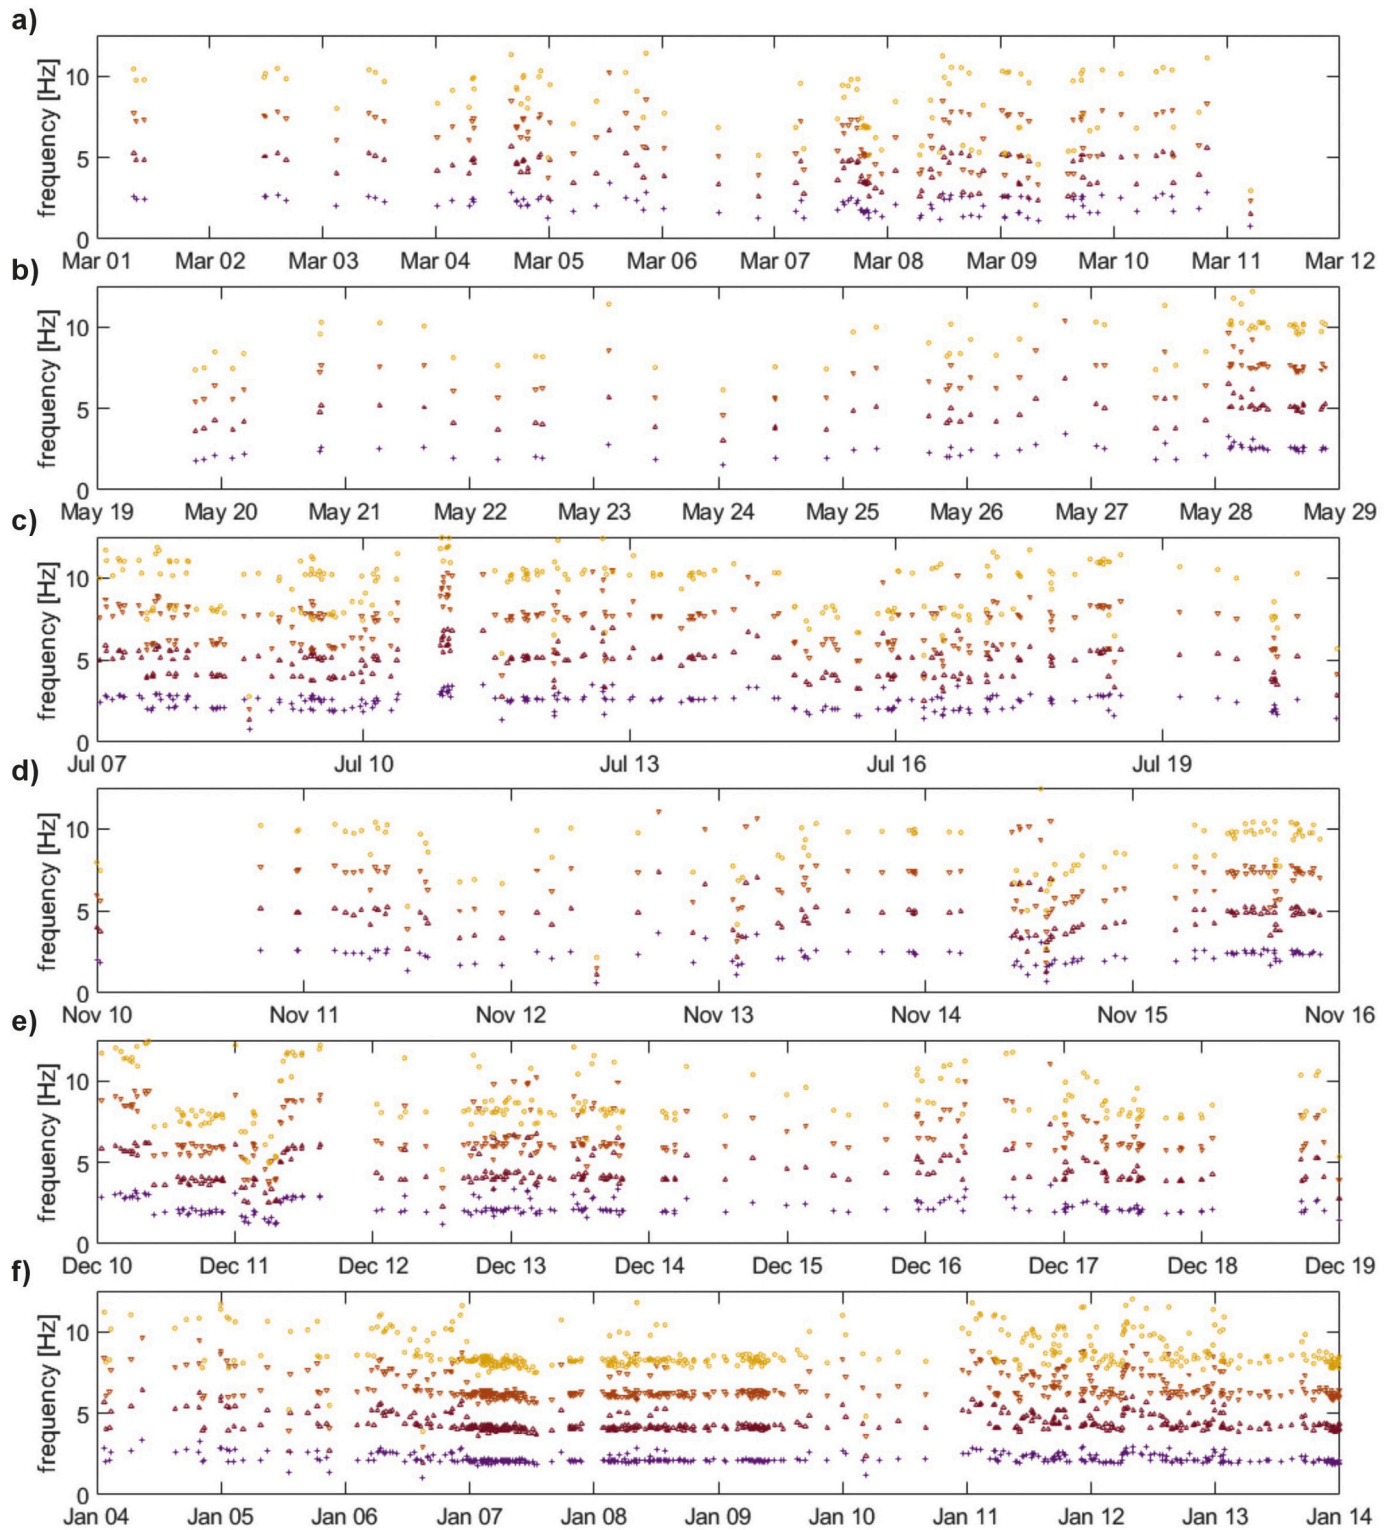 a)
frequency [Hz]
10
5
0
Mar 01 Mar 02 Mar 03 Mar 04 Mar 05 Mar 06 Mar 07 Mar 08 Mar 09 Mar 10 Mar 11 Mar 12
b)
frequency [Hz]
10
5
0
May 19 May 20 May 21 May 22 May 23 May 24 May 25 May 26 May 27 May 28 May 29
c)
frequency [Hz]
10
5
0
Jul 07 Jul 10 Jul 13 Jul 16 Jul 19
d)
frequency [Hz]
10
5
0
Nov 10 Nov 11 Nov 12 Nov 13 Nov 14 Nov 15 Nov 16
e)
frequency [Hz]
10
5
0
Dec 10 Dec 11 Dec 12 Dec 13 Dec 14 Dec 15 Dec 16 Dec 17 Dec 18 Dec 19
f)
frequency [Hz]
10
5
0
Jan 04 Jan 05 Jan 06 Jan 07 Jan 08 Jan 09 Jan 10 Jan 11 Jan 12 Jan 13 Jan 14